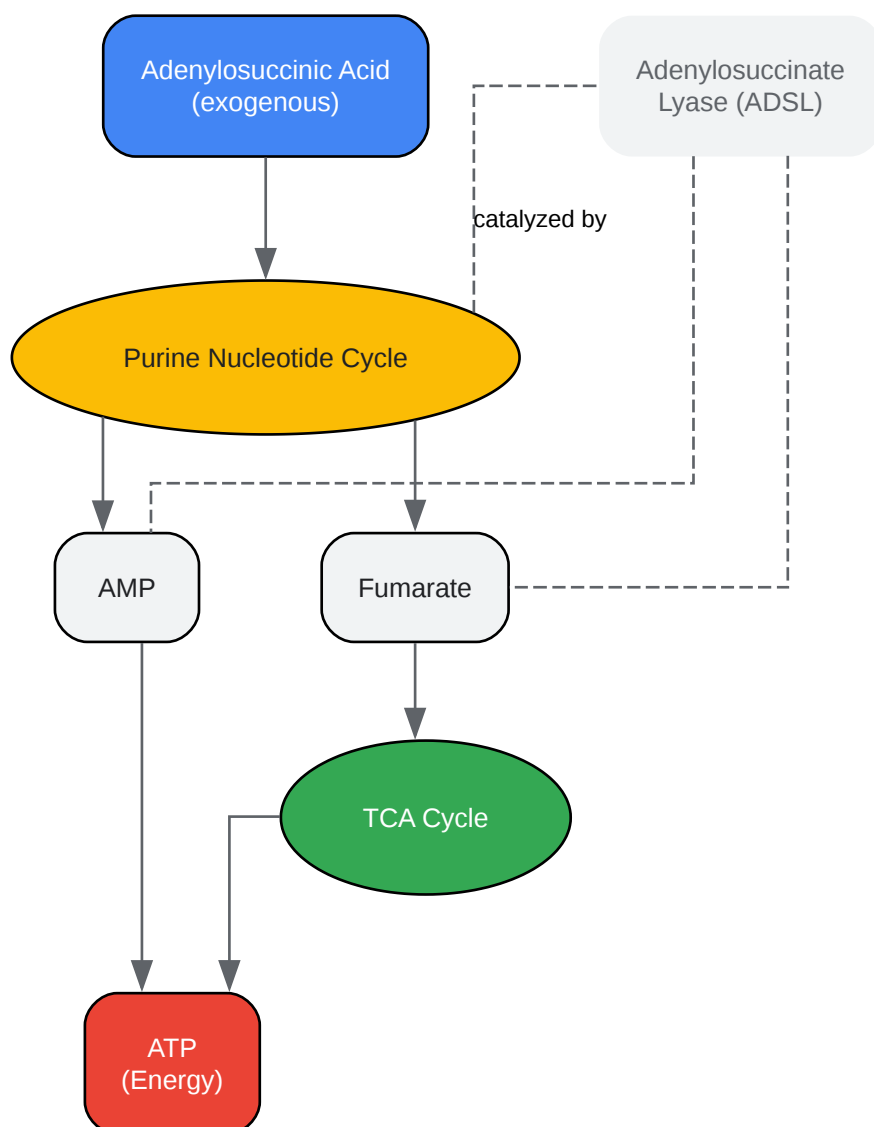 Adenylosuccinic Acid
(exogenous)
Adenylosuccinate
Lyase (ADSL)
catalyzed by
Purine Nucleotide Cycle
AMP
Fumarate
TCA Cycle
ATP
(Energy)